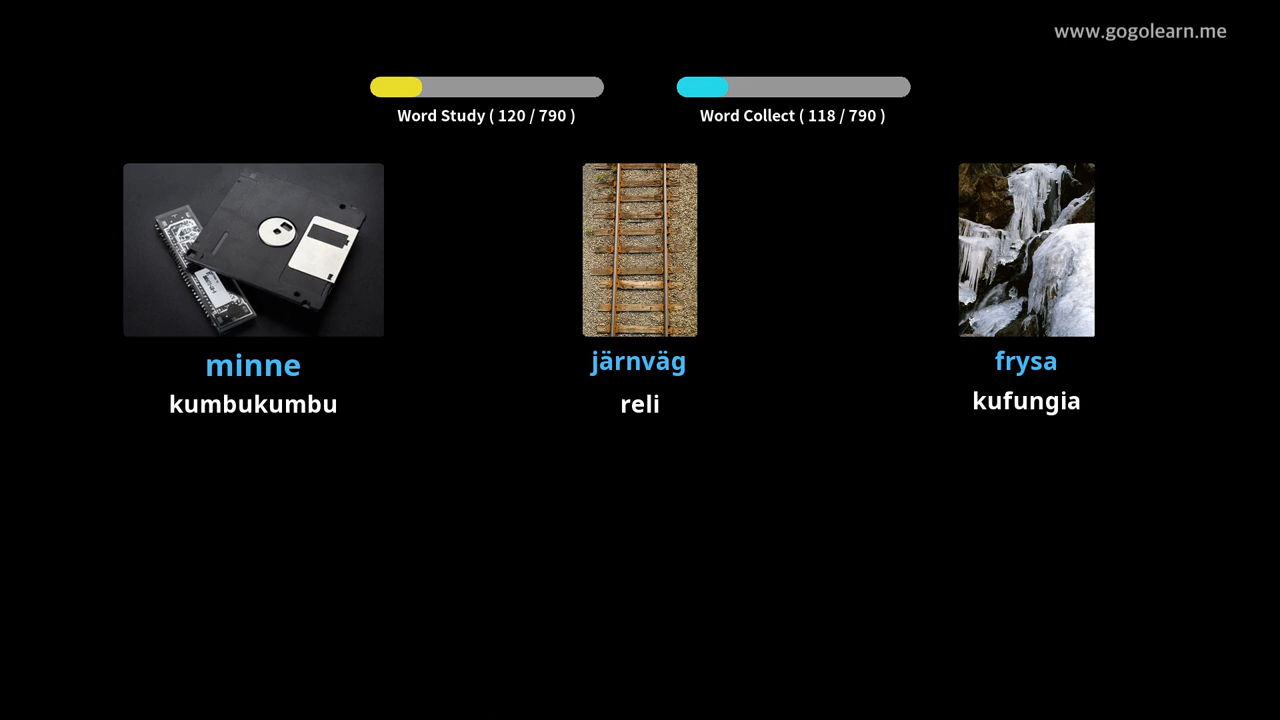 www.gogolearn.me
Word Study ( 120 / 790 )
Word Collect ( 118 / 790 )
minne
kumbukumbu
järnväg
reli
frysa
kufungia